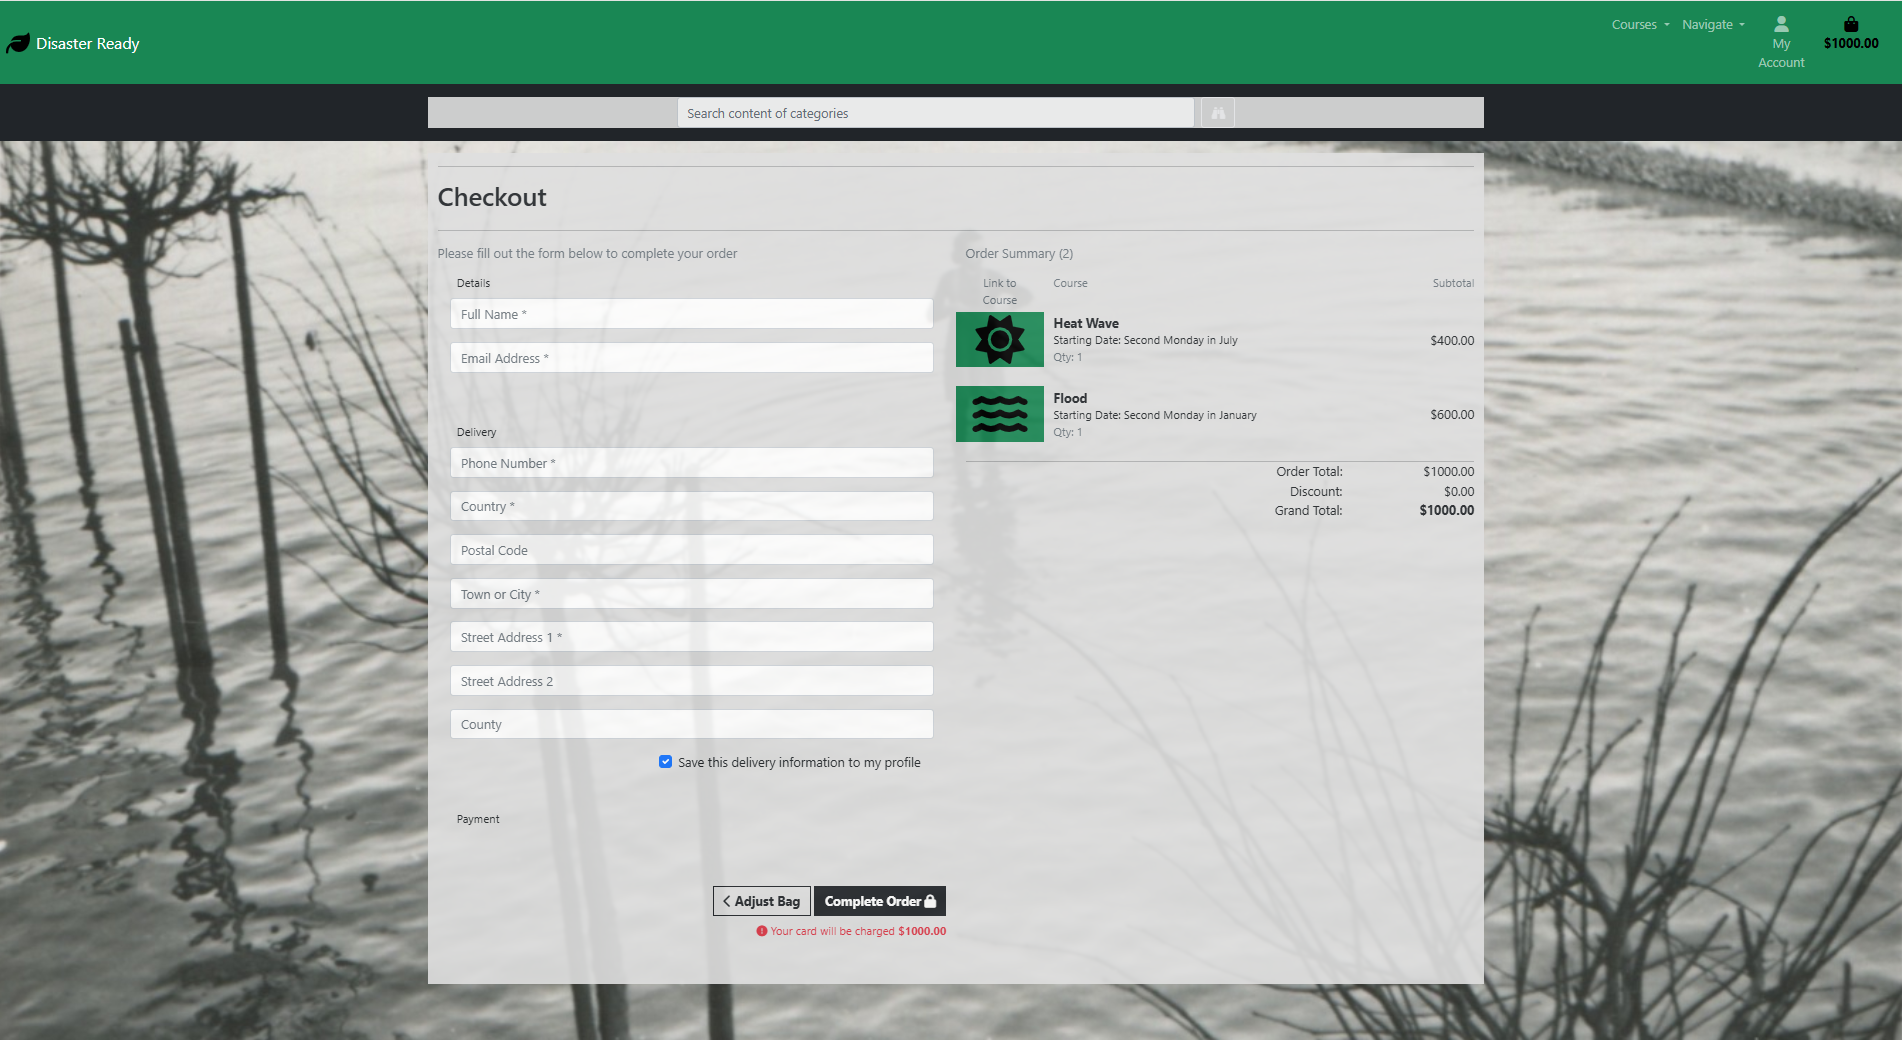 Disaster Ready
Courses
Navigate
My
Account
$1000.00
Search content of categories
Checkout
Please fill out the form below to complete your order
Details
Full Name *
Email Address *
Delivery
Phone Number *
Country *
Postal Code
Town or City *
Street Address 1 *
Street Address 2
County
Save this delivery information to my profile
Payment
Adjust Bag
Complete Order
Your card will be charged $1000.00
Order Summary (2)
Link to
Course
Course
Subtotal
Heat Wave
Starting Date: Second Monday in July
Qty: 1
$400.00
Flood
Starting Date: Second Monday in January
Qty: 1
$600.00
Order Total: $1000.00
Discount: $0.00
Grand Total: $1000.00